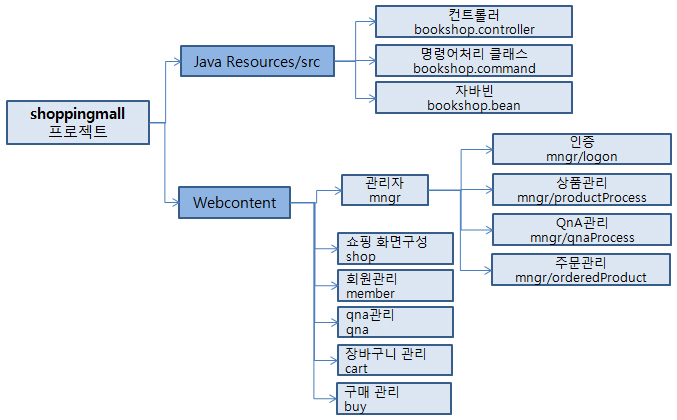 shoppingmall
프로젝트
Java Resources/src
컨트롤러
bookshop.controller
명령어처리 클래스
bookshop.command
자바빈
bookshop.bean
Webcontent
관리자
mngr
인증
mngr/logon
상품관리
mngr/productProcess
QnA관리
mngr/qnaProcess
주문관리
mngr/orderedProduct
쇼핑 화면구성
shop
회원관리
member
qna관리
qna
장바구니 관리
cart
구매 관리
buy